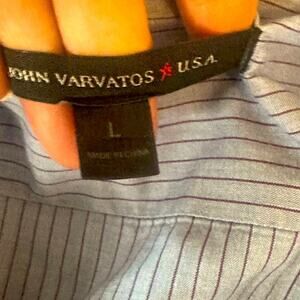 JOHN VARVATOS ★ U.S.A.
L
MADE IN CHINA